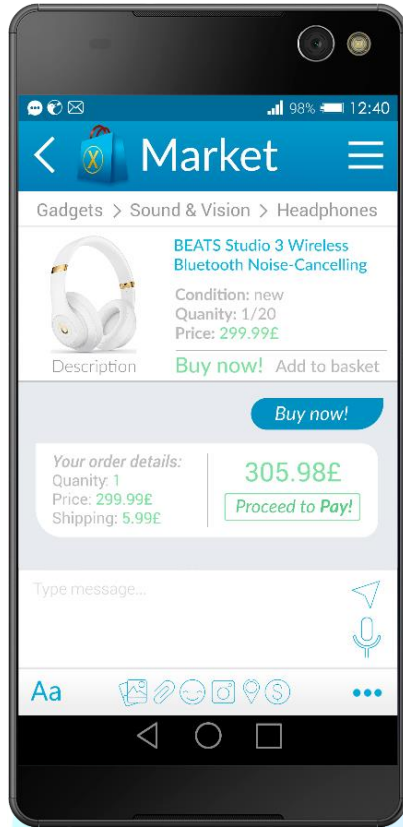 98% 12:40
X Market
Gadgets > Sound & Vision > Headphones
BEATS Studio 3 Wireless
Bluetooth Noise-Cancelling
Condition: new
Quanity: 1/20
Price: 299.99£
Description
Buy now! Add to basket
Buy now!
Your order details:
Quanity: 1
Price: 299.99£
Shipping: 5.99£
305.98£
Proceed to Pay!
Type message...
Aa S